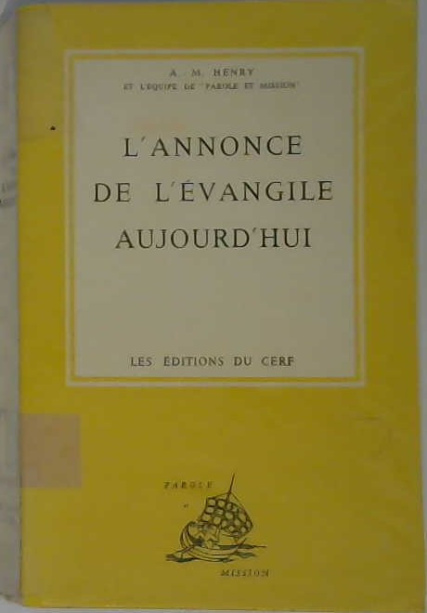 A. M. HENRY
ET L'ÉQUIPE DE "PAROLE ET MISSION"
L'ANNONCE
DE L'ÉVANGILE
AUJOURD'HUI
LES ÉDITIONS DU CERF
PAROLE
MISSION